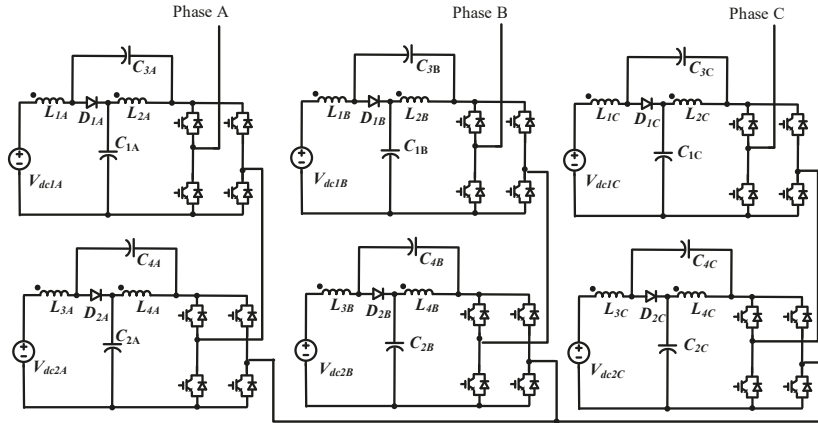 Phase A
Phase B
Phase C
C3A
C3B
C3C
L1A D1A L2A
L1B D1B L2B
L1C D1C L2C
C1A
C1B
C1C
Vdc1A
Vdc1B
Vdc1C
C4A
C4B
C4C
L3A D2A L4A
L3B D2B L4B
L3C D2C L4C
C2A
C2B
C2C
Vdc2A
Vdc2B
Vdc2C